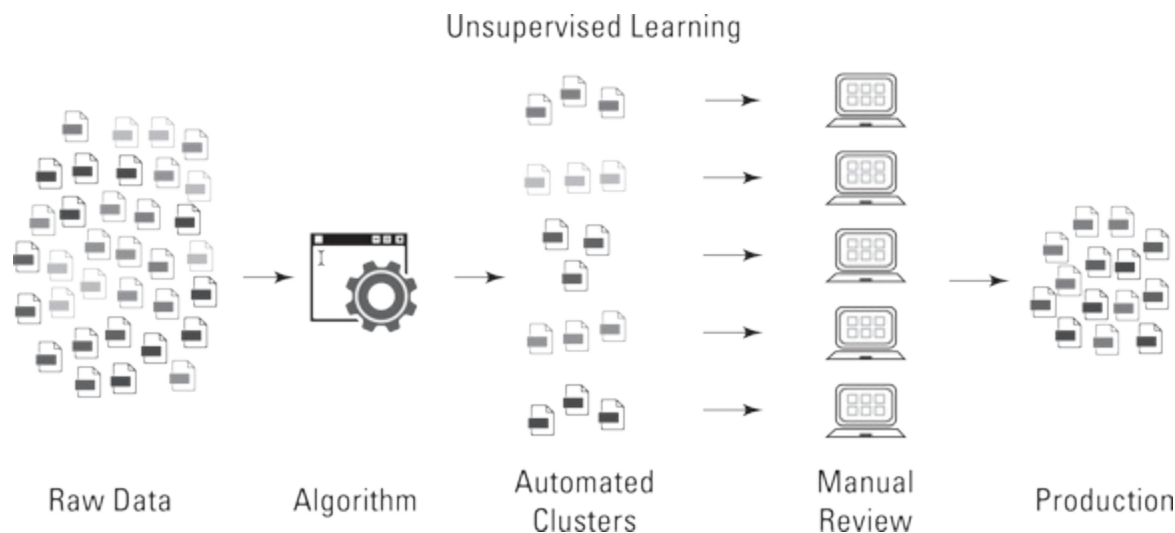 Unsupervised Learning
Raw Data
Algorithm
Automated
Clusters
Manual
Review
Production